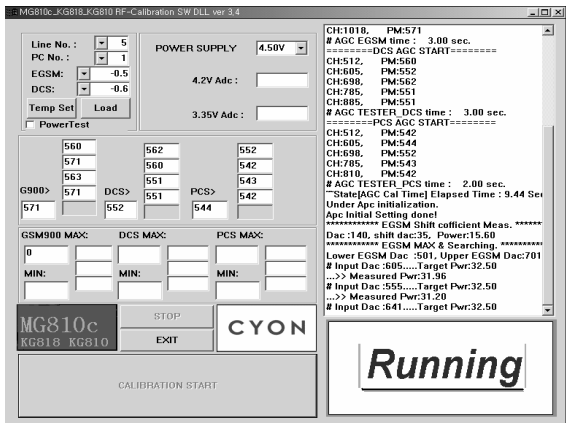 MG810c_KG818_KG810 RF-Calibration SW DLL ver 3,4
Line No. : 5
PC No. : 1
EGSM: -0.5
DCS: -0.6
Temp Set Load
PowerTest
POWER SUPPLY 4.50V
4.2V Adc :
3.35V Adc :
560
571
563
G900> 571
571
562
560
551
DCS> 551
552
552
542
543
PCS> 542
544
GSM900 MAX: DCS MAX: PCS MAX:
0
MIN: MIN: MIN:
MG810c
KG818 KG810
STOP
EXIT
CYON
CALIBRATION START
CH:1018, PM:571
# AGC EGSM time : 3.00 sec.
========DCS AGC START========
CH:512, PM:560
CH:605, PM:552
CH:698, PM:562
CH:785, PM:551
CH:885, PM:551
# AGC TESTER_DCS time : 3.00 sec.
========PCS AGC START========
CH:512, PM:542
CH:605, PM:544
CH:698, PM:552
CH:785, PM:543
CH:810, PM:542
# AGC TESTER_PCS time : 2.00 sec.
~~State[AGC Cal Time] Elapsed Time : 9.44 Se
Under Apc initialization.
Apc Initial Setting done!
*********** EGSM Shift cofficient Meas. ******
Dac :140, shift dac:35, Power:15.60
*********** EGSM MAX & Searching. *********
Lower EGSM Dac :501, Upper EGSM Dac:701
# Input Dac :605.....Target Pwr:32.50
...>> Measured Pwr:31.96
# Input Dac :555.....Target Pwr:32.50
...>> Measured Pwr:31.20
# Input Dac :641.....Target Pwr:32.50
Running